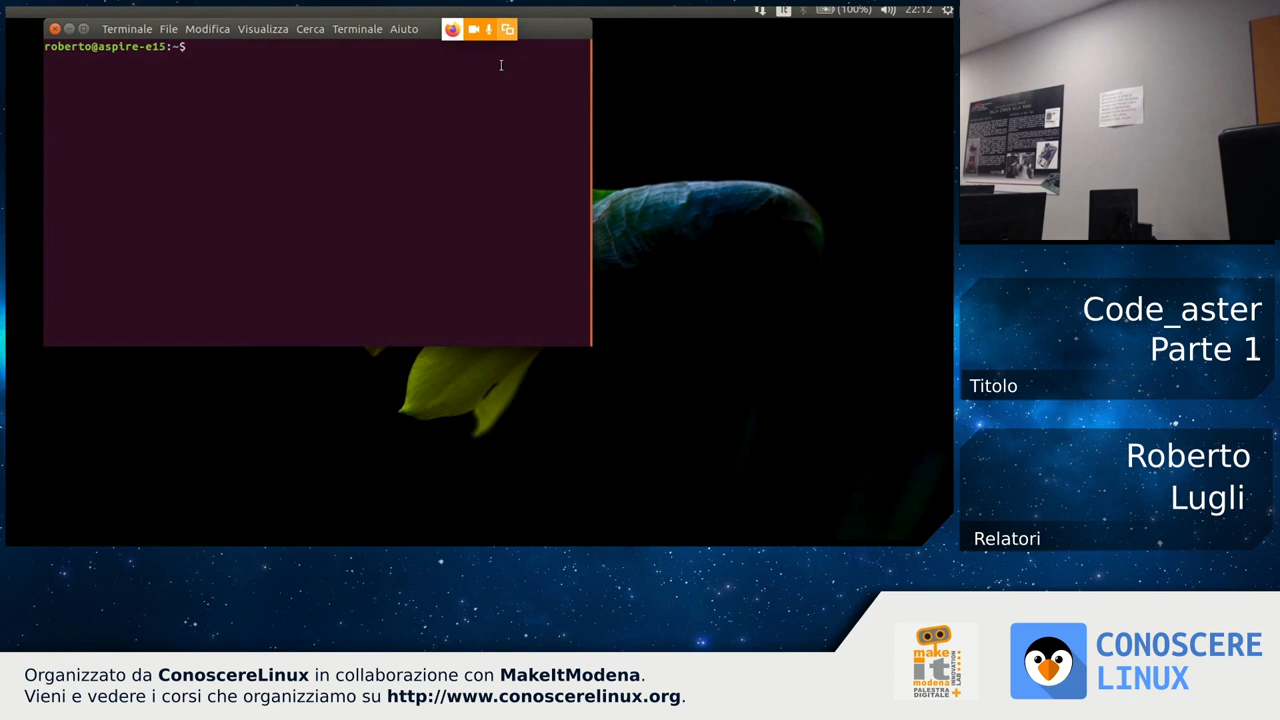 (100%) 22:12
Terminale File Modifica Visualizza Cerca Terminale Aiuto
roberto@aspire-e15:~$
Code_aster
Parte 1
Titolo
Roberto
Lugli
Relatori
make
it
modena
PALESTRA
DIGITALE
INNOVATION
LAB
CONOSCERE
LINUX
Organizzato da ConoscereLinux in collaborazione con MakeItModena.
Vieni e vedere i corsi che organizziamo su http://www.conoscerelinux.org.